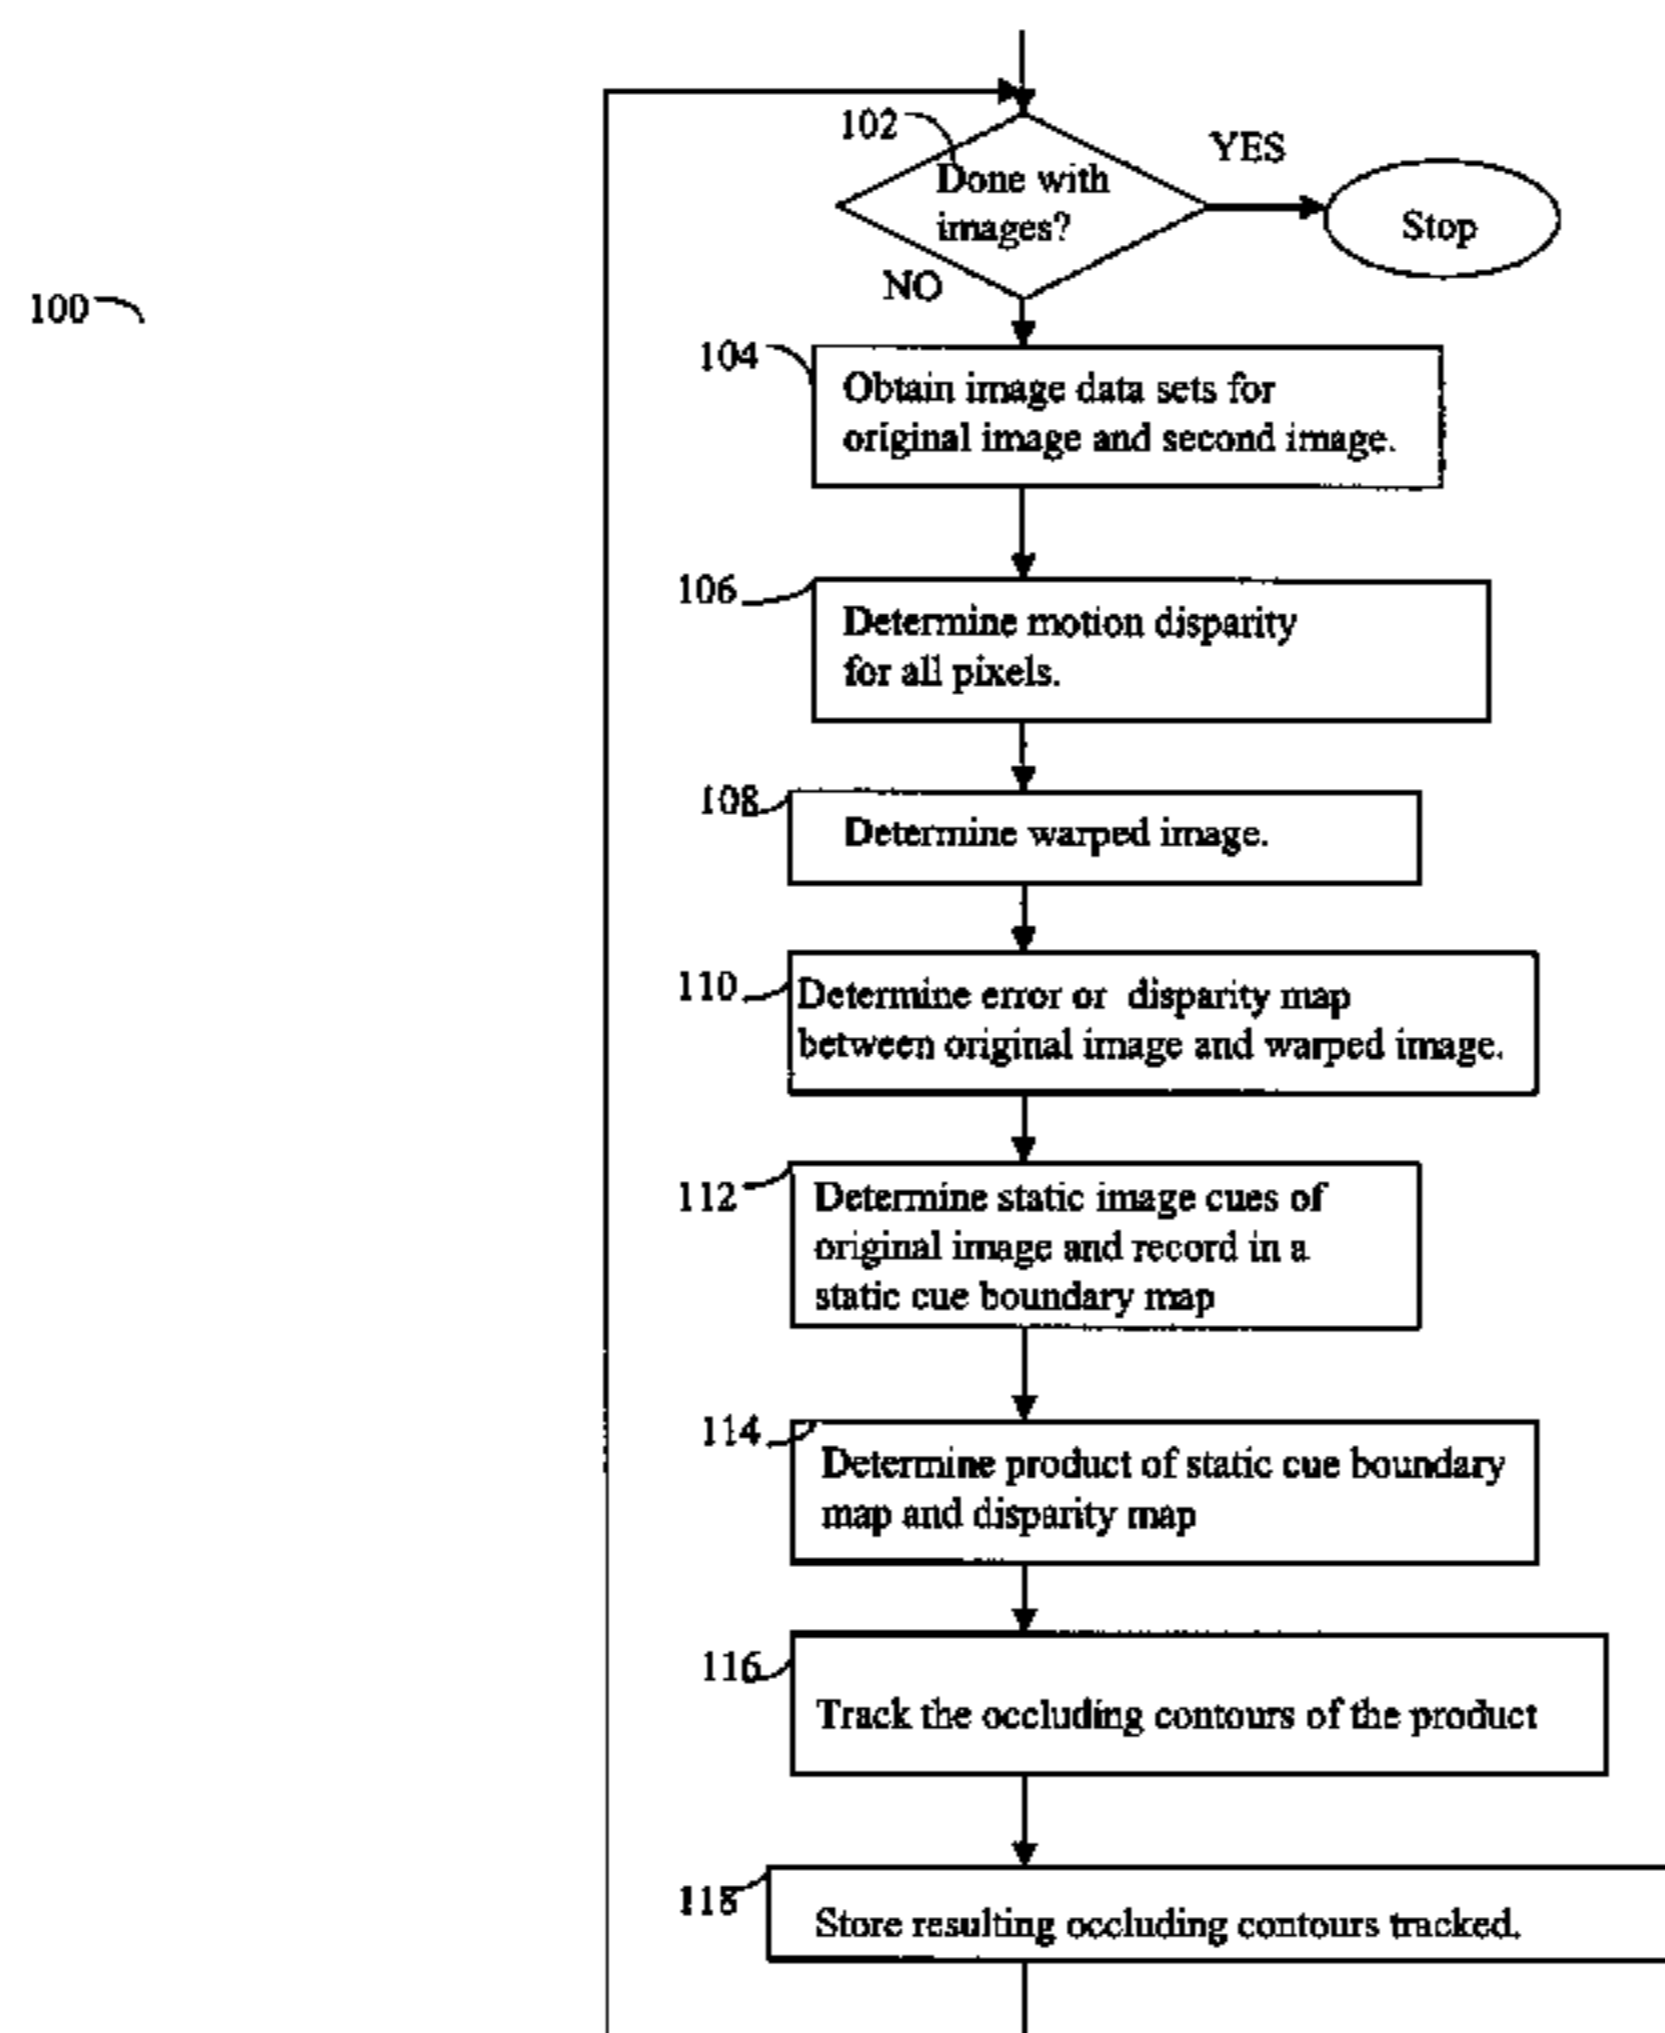 102
YES
Done with
images?
Stop
NO
100
104
Obtain image data sets for
original image and second image.
106
Determine motion disparity
for all pixels.
108
Determine warped image.
110
Determine error or disparity map
between original image and warped image.
112
Determine static image cues of
original image and record in a
static cue boundary map
114
Determine product of static cue boundary
map and disparity map
116
Track the occluding contours of the product
118
Store resulting occluding contours tracked.